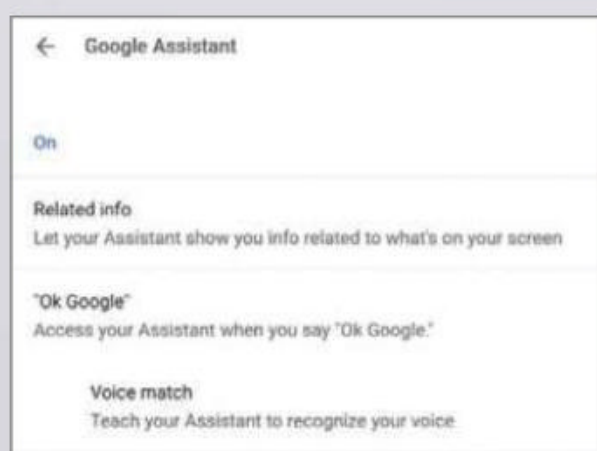 Google Assistant
On
Related info
Let your Assistant show you info related to what's on your screen
"Ok Google"
Access your Assistant when you say "Ok Google."
Voice match
Teach your Assistant to recognize your voice